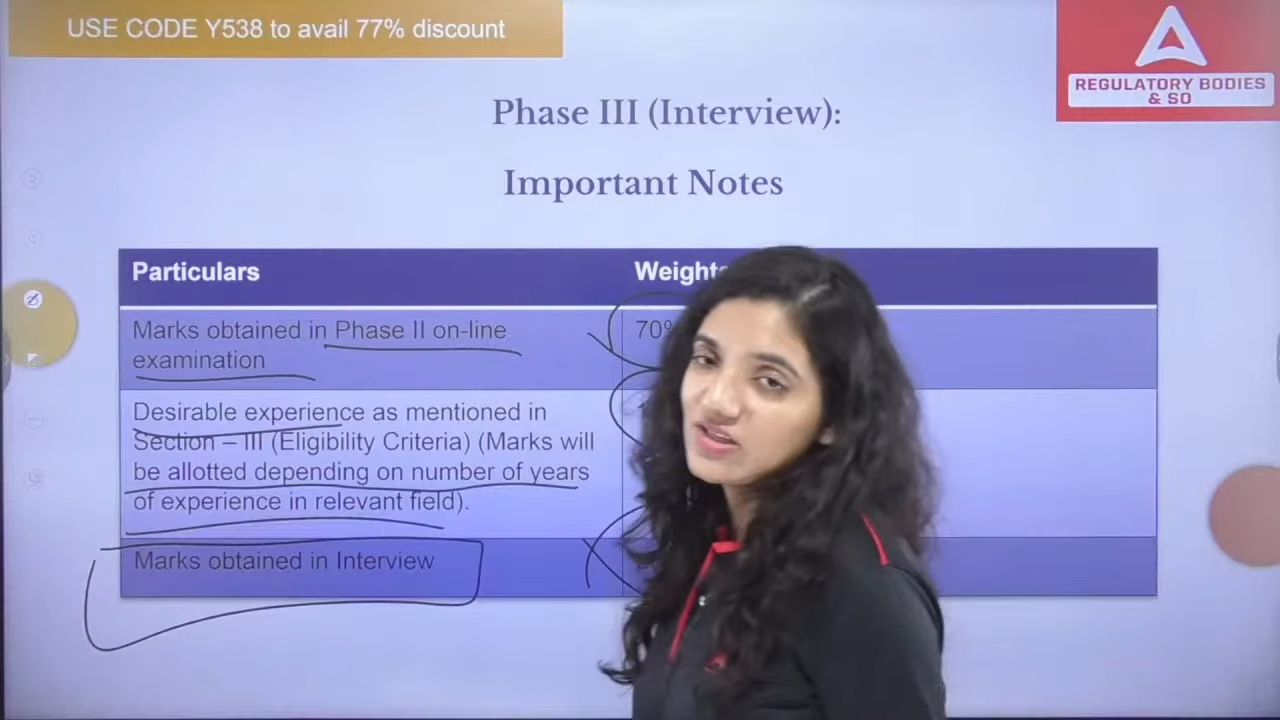 USE CODE Y538 to avail 77% discount
REGULATORY BODIES
& SO
Phase III (Interview):
Important Notes
Particulars
Marks obtained in Phase II on-line
examination
70%
Desirable experience as mentioned in
Section – III (Eligibility Criteria) (Marks will
be allotted depending on number of years
of experience in relevant field).
Marks obtained in Interview